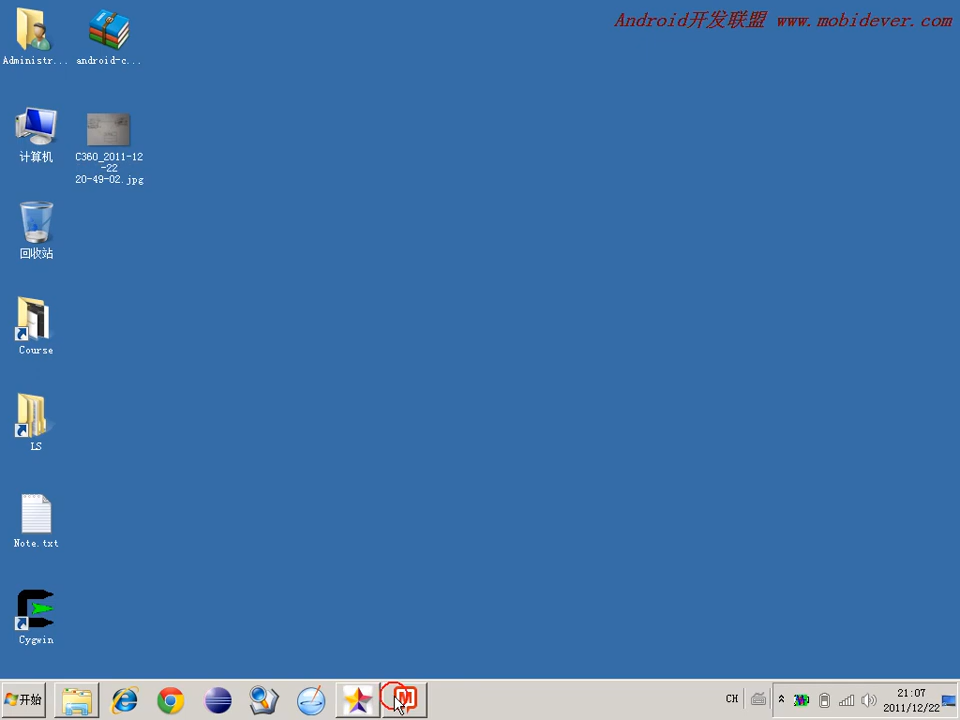 Android开发联盟 www.mobidever.com
Administr...
android-c...
计算机
C360_2011-12
-22
20-49-02.jpg
回收站
Course
LS
Note.txt
Cygwin
开始
CH
21:07
2011/12/22